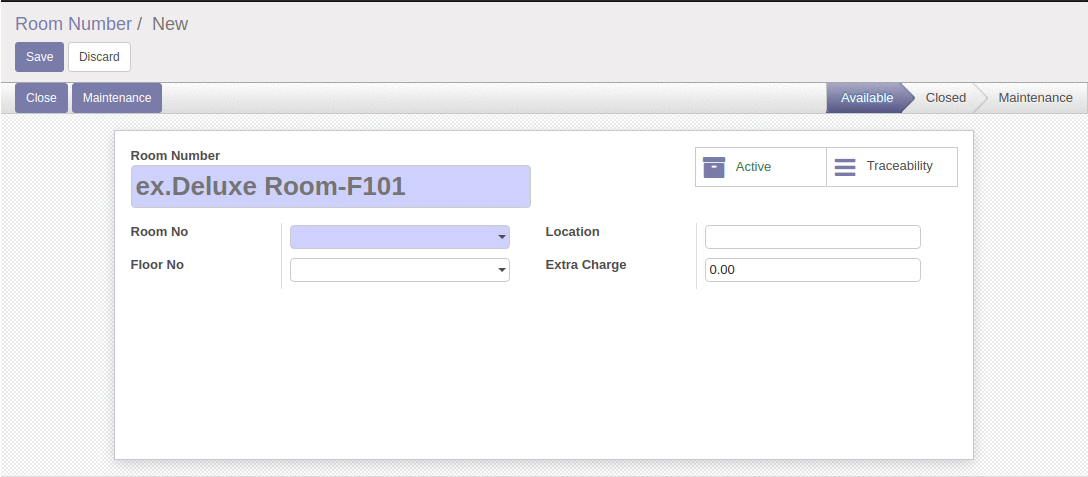 Room Number / New
Save Discard
Close Maintenance Available Closed Maintenance
Room Number
ex.Deluxe Room-F101
Active Traceability
Room No
Location
Floor No
Extra Charge 0.00